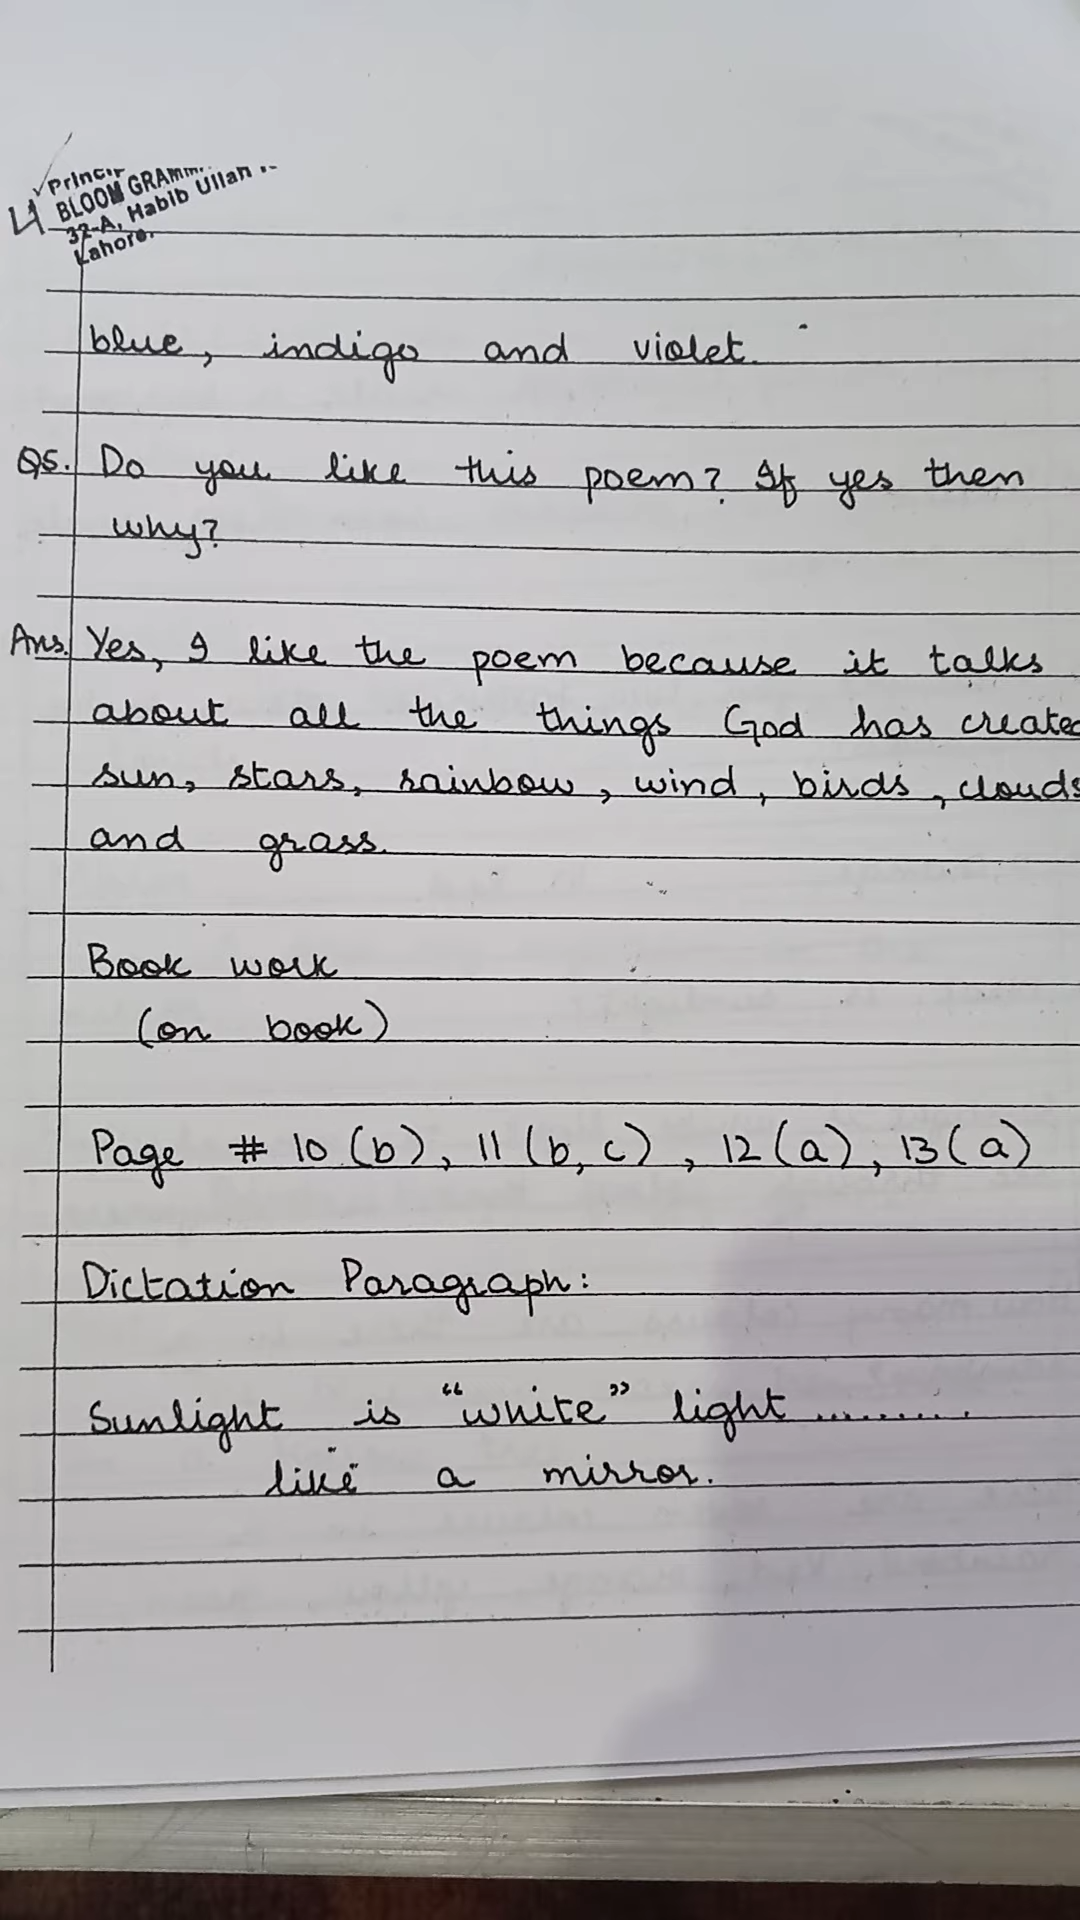 BLOOM
32-A, Habib Ullah
Lahore.
blue, indigo and violet.
Q5. Do you like this poem? If yes then
why?
Ans. Yes, I like the poem because it talks
about all the things God has create
sun, stars, rainbow, wind, birds, clouds
and grass.
Book work
(on book)
Page # 10 (b), 11 (b, c), 12 (a), 13 (a)
Dictation Paragraph:
Sunlight is "white" light ..........
like a mirror.